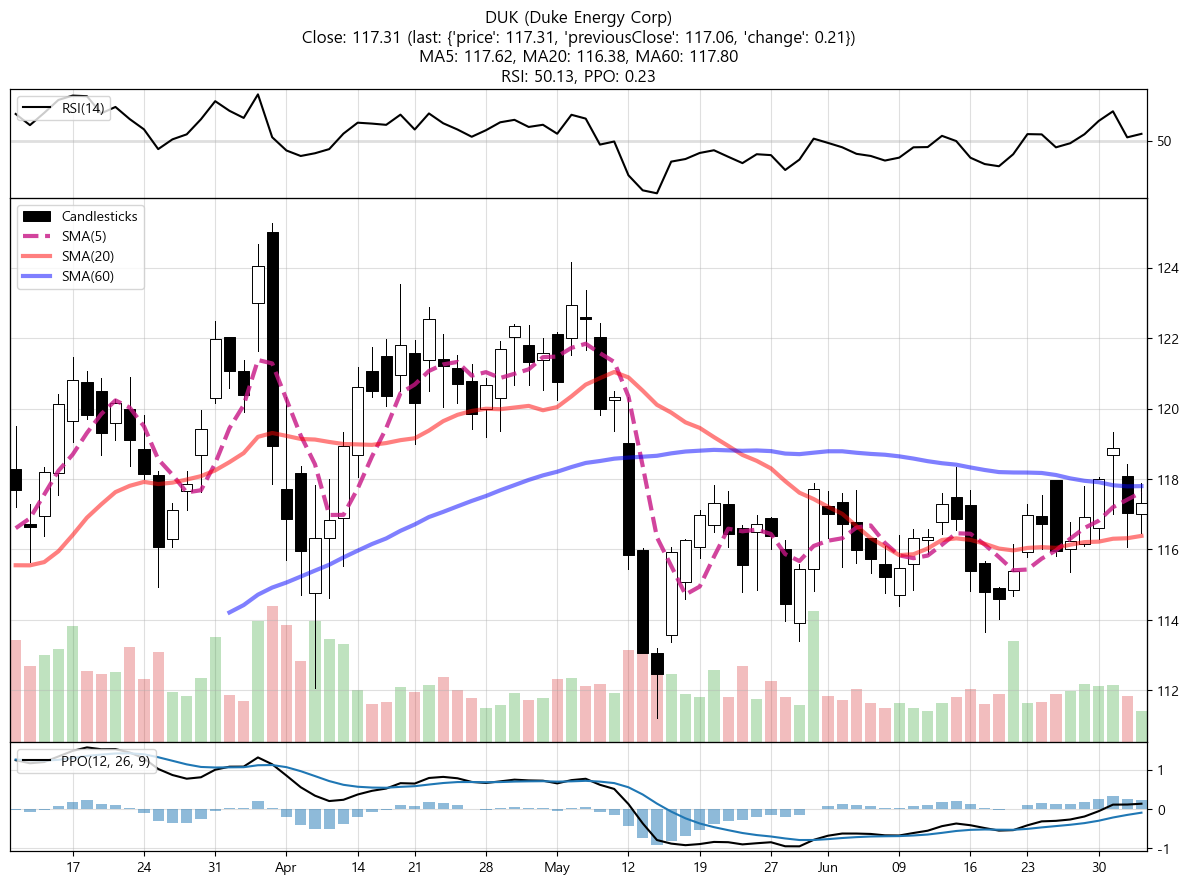 DUK (Duke Energy Corp)
Close: 117.31 (last: {'price': 117.31, 'previousClose': 117.06, 'change': 0.21})
MA5: 117.62, MA20: 116.38, MA60: 117.80
RSI: 50.13, PPO: 0.23
RSI(14)
50
Candlesticks
SMA(5)
SMA(20)
SMA(60)
124
122
120
118
116
114
112
PPO(12, 26, 9)
1
0
-1
17 24 31 Apr 14 21 28 May 12 19 27 Jun 09 16 23 30